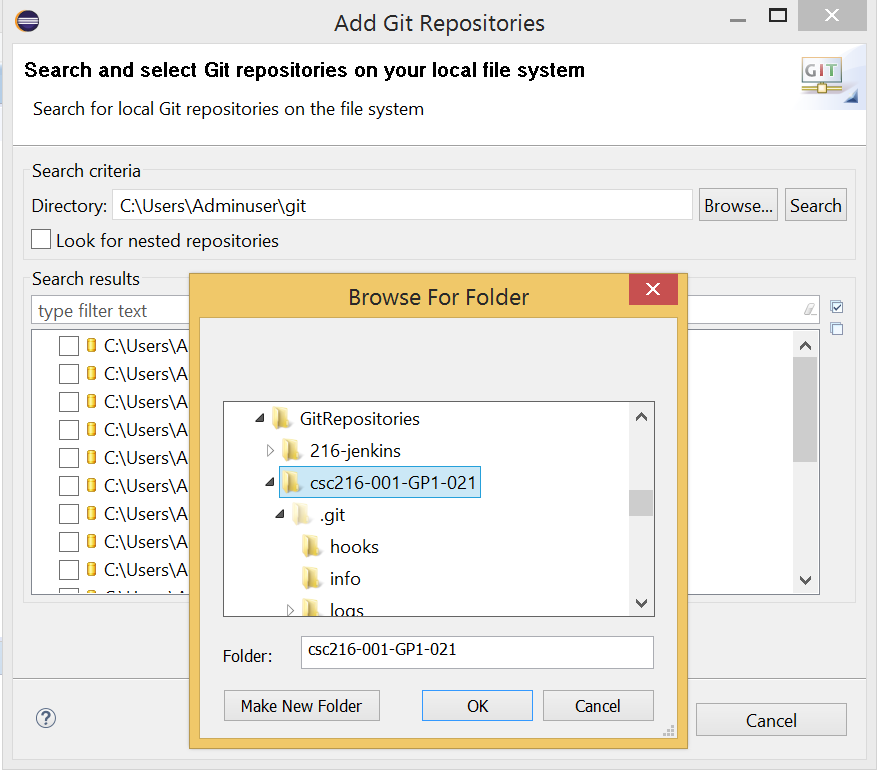 Add Git Repositories
Search and select Git repositories on your local file system
Search for local Git repositories on the file system
GIT
Search criteria
Directory: C:\Users\Adminuser\git Browse... Search
Look for nested repositories
Search results
type filter text
C:\Users\A
C:\Users\A
C:\Users\A
C:\Users\A
C:\Users\A
C:\Users\A
C:\Users\A
C:\Users\A
C:\Users\A
Browse For Folder
GitRepositories
216-jenkins
csc216-001-GP1-021
.git
hooks
info
logs
Folder: csc216-001-GP1-021
Make New Folder OK Cancel
? Cancel